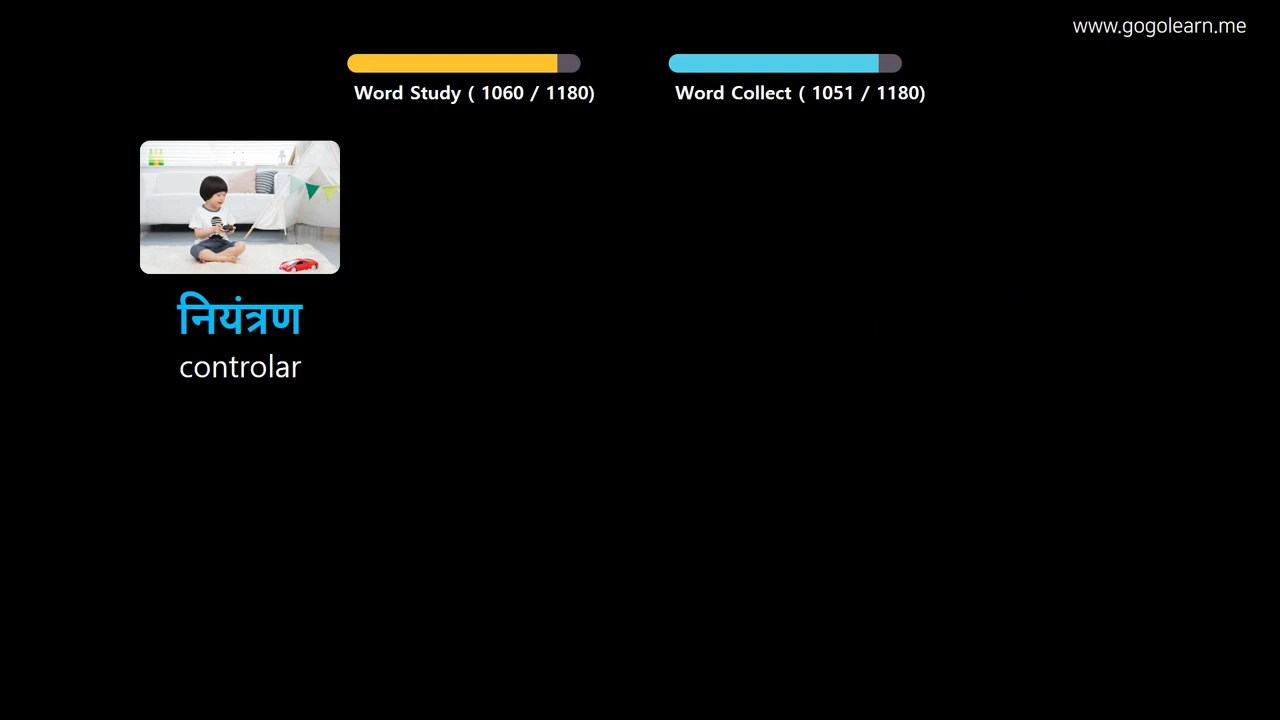 www.gogolearn.me
Word Study ( 1060 / 1180)
Word Collect ( 1051 / 1180)
नियंत्रण
controlar